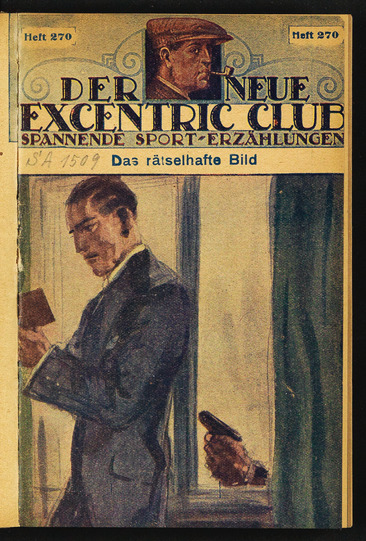 Heft 270
Heft 270
DER NEUE
EXCENTRIC CLUB
SPANNENDE SPORT-ERZÄHLUNGEN
SA 1509
Das rätselhafte Bild